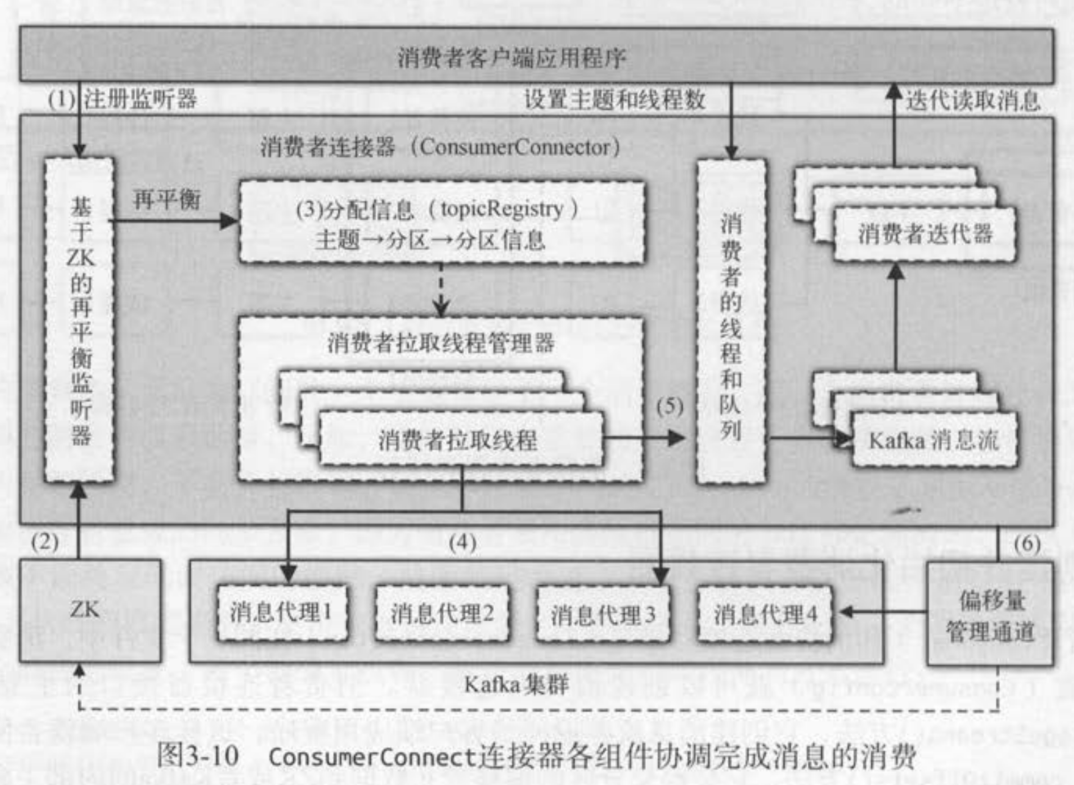 消费者客户端应用程序
(1) 注册监听器
设置主题和线程数
迭代读取消息
消费者连接器（ConsumerConnector）
基于ZK的再平衡监听器
再平衡
(3)分配信息（topicRegistry）
主题→分区→分区信息
消费者的线程和队列
消费者迭代器
消费者拉取线程管理器
消费者拉取线程
(5)
Kafka 消息流
(2)
(4)
(6)
ZK
消息代理1
消息代理2
消息代理3
消息代理4
偏移量
管理通道
Kafka 集群
图3-10 ConsumerConnect连接器各组件协调完成消息的消费